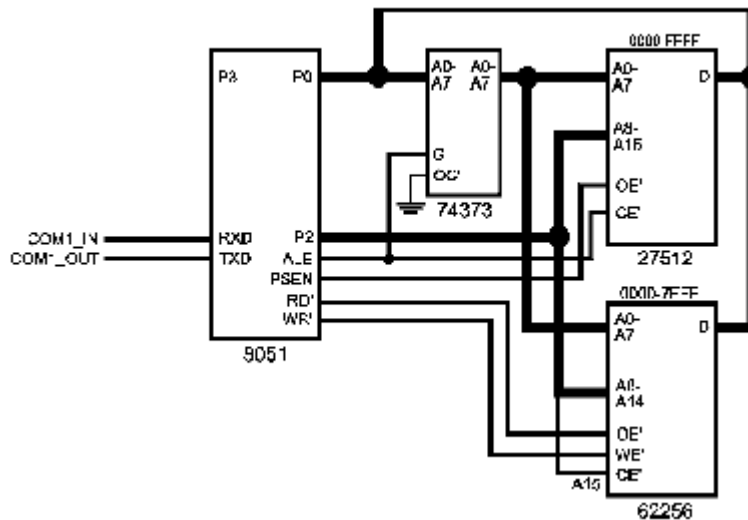 0000 FFFF
P3
P0
A0-
A7
A0-
A7
A0-
A7
D
A8-
A15
G
OC'
OE'
CE'
74373
27512
COM1_IN
COM1_OUT
RXD
TXD
P2
ALE
PSEN
RD'
WR'
0000-7FFF
A0-
A7
D
A8-
A14
OE'
WE'
CE'
A15
62256